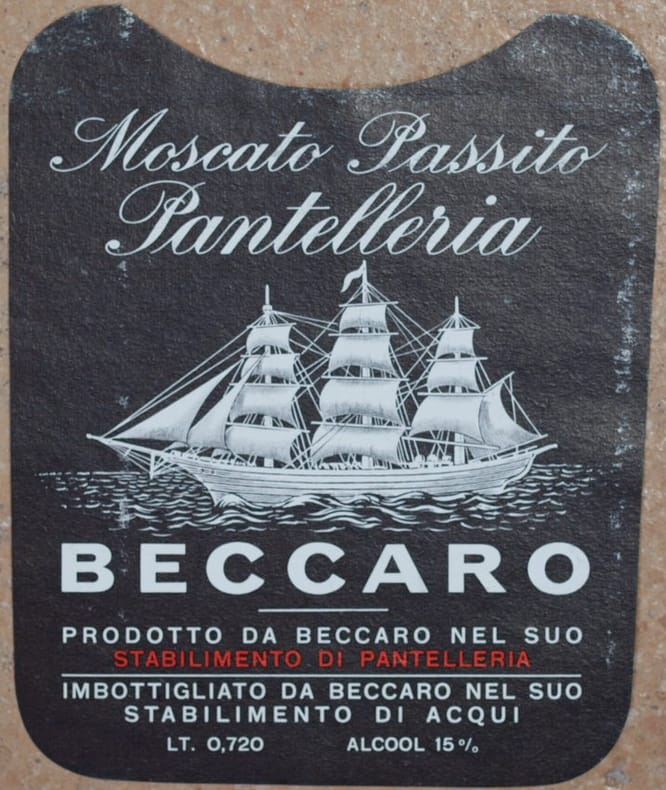 Moscato Passito
Pantelleria
BECCARO
PRODOTTO DA BECCARO NEL SUO
STABILIMENTO DI PANTELLERIA
IMBOTTIGLIATO DA BECCARO NEL SUO
STABILIMENTO DI ACQUI
LT. 0,720 ALCOOL 15%